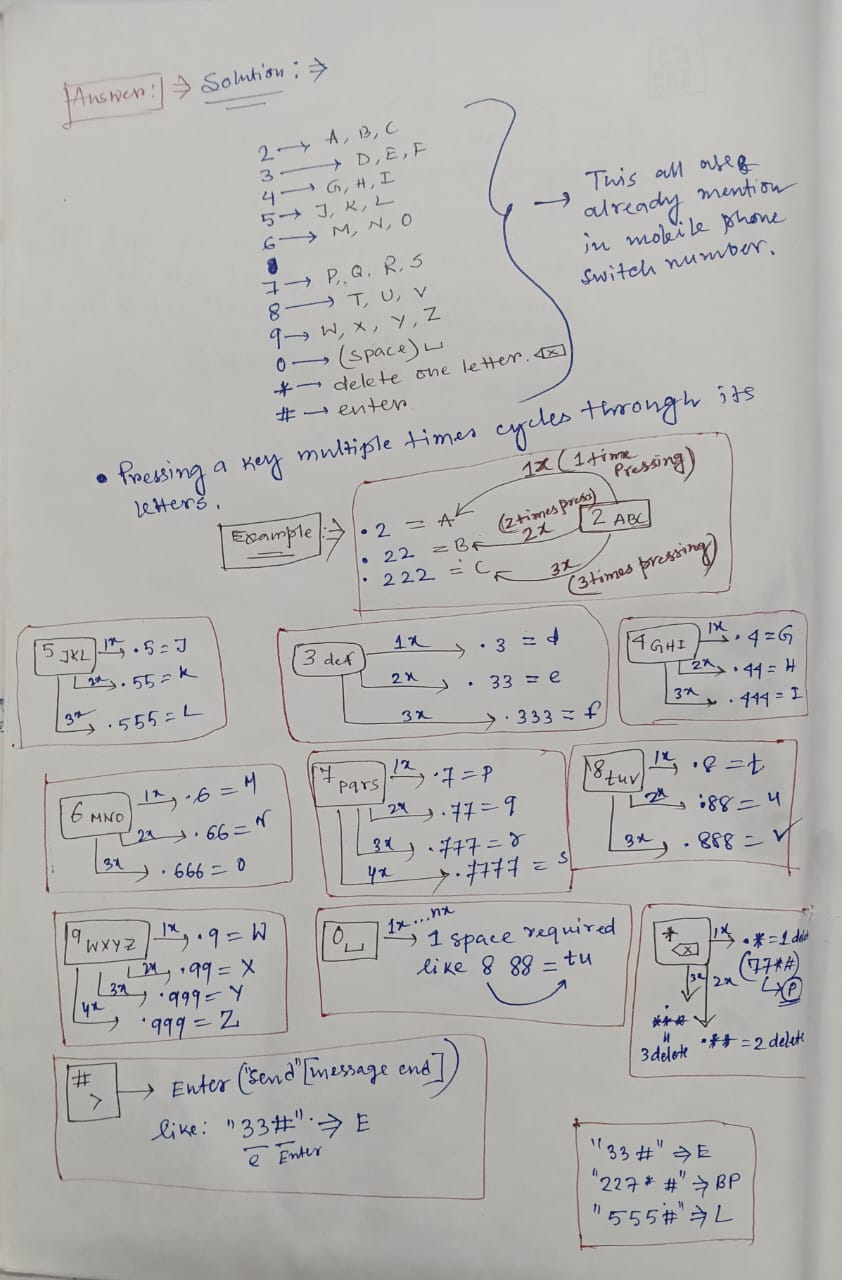 Answer: ⇒ Solution: ⇒
2 → A, B, C
3 → D, E, F
4 → G, H, I
5 → J, K, L
6 → M, N, O
7 → P, Q, R, S
8 → T, U, V
9 → W, X, Y, Z
0 → (space) ␣
* → delete one letter. ⌫
# → enter.
→ This all
already mention
in mobile phone
switch number.
• Pressing a key multiple times cycles through its
letters.
Example :⇒
1x (1 time
Pressing)
• 2 = A
(2 times press)
2x
2 ABC
• 22 = B
• 222 = C
3x
(3 times pressing)
5 JKL 1x → .5 = J
2x → .55 = K
3x → .555 = L
3 def 1x → . 3 = d
2x → . 33 = e
3x → . 333 = f
4 GHI 1x → . 4 = G
2x → . 44 = H
3x → . 444 = I
6 MNO 1x → .6 = M
2x → . 66 = N
3x → . 666 = O
7 pqrs 1x → .7 = P
2x → .77 = q
3x → .777 = r
4x → .7777 = s
8 tuv 1x → .8 = t
2x → :88 = u
3x → . 888 = v
9 WXYZ 1x → .9 = W
2x → .99 = X
3x → .999 = Y
4x → .999 = Z
0 ␣ 1x...nx → 1 space required
like 8 88 = tu
* ⌫ 1x → .* = 1 del
(77*#)
↳ P
3x 2x
***
"
3 delete
.** = 2 delete
# > → Enter ("Send" [message end])
like: "33#" ⇒ E
e Enter
"33 #" ⇒ E
"227* #" ⇒ BP
"555#" ⇒ L